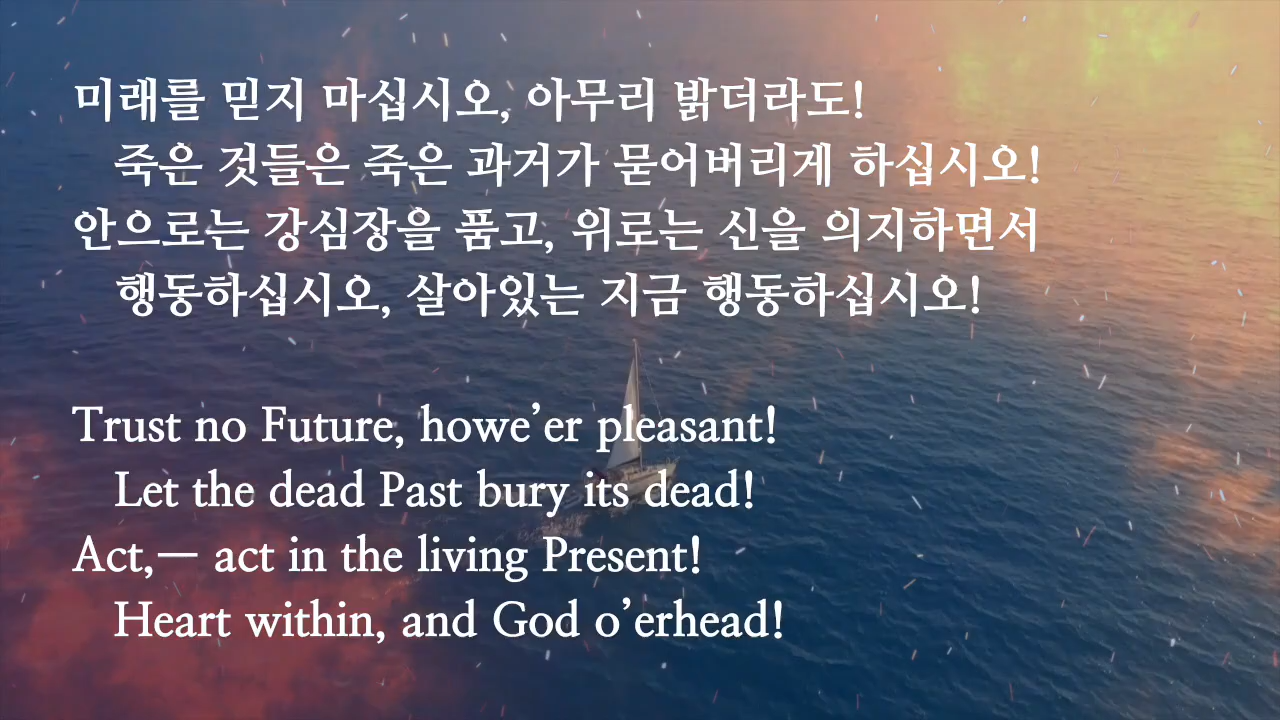 미래를 믿지 마십시오, 아무리 밝더라도!
죽은 것들은 죽은 과거가 묻어버리게 하십시오!
안으로는 강심장을 품고, 위로는 신을 의지하면서
행동하십시오, 살아있는 지금 행동하십시오!
Trust no Future, howe’er pleasant!
Let the dead Past bury its dead!
Act,— act in the living Present!
Heart within, and God o’erhead!